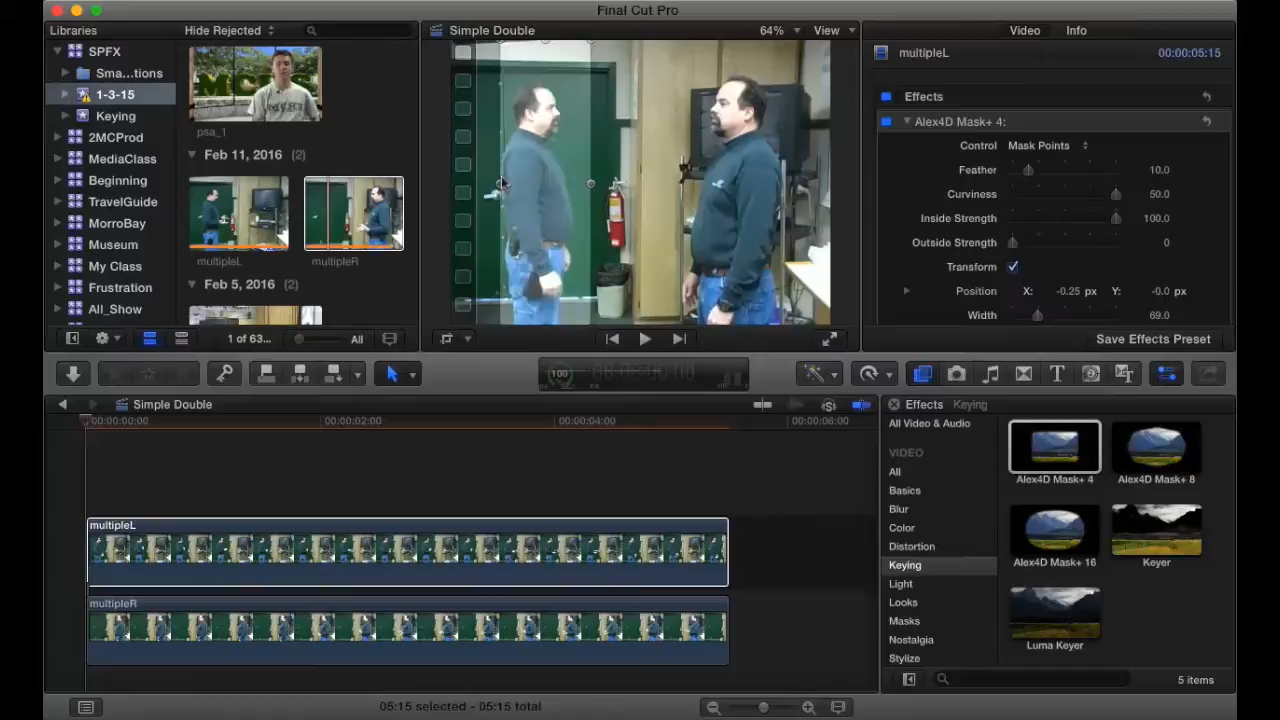 Final Cut Pro
Libraries
Hide Rejected
Simple Double
64%
View
Video
Info
SPFX
Sma...tions
1-3-15
Keying
2MCProd
MediaClass
Beginning
TravelGuide
MorroBay
Museum
My Class
Frustration
All_Show
psa_1
Feb 11, 2016 (2)
multipleL
multipleR
Feb 5, 2016 (2)
1 of 63...
All
multipleL
00:00:05:15
Effects
Alex4D Mask+ 4:
Control Mask Points
Feather 10.0
Curviness 50.0
Inside Strength 100.0
Outside Strength 0
Transform
Position X: -0.25 px Y: -0.0 px
Width 69.0
Save Effects Preset
100
Simple Double
00:00:00:00
00:00:02:00
00:00:04:00
00:00:06:00
multipleL
multipleR
05:15 selected - 05:15 total
Effects Keying
All Video & Audio
VIDEO
All
Basics
Blur
Color
Distortion
Keying
Light
Looks
Masks
Nostalgia
Stylize
Alex4D Mask+ 4
Alex4D Mask+ 8
Alex4D Mask+ 16
Keyer
Luma Keyer
5 items